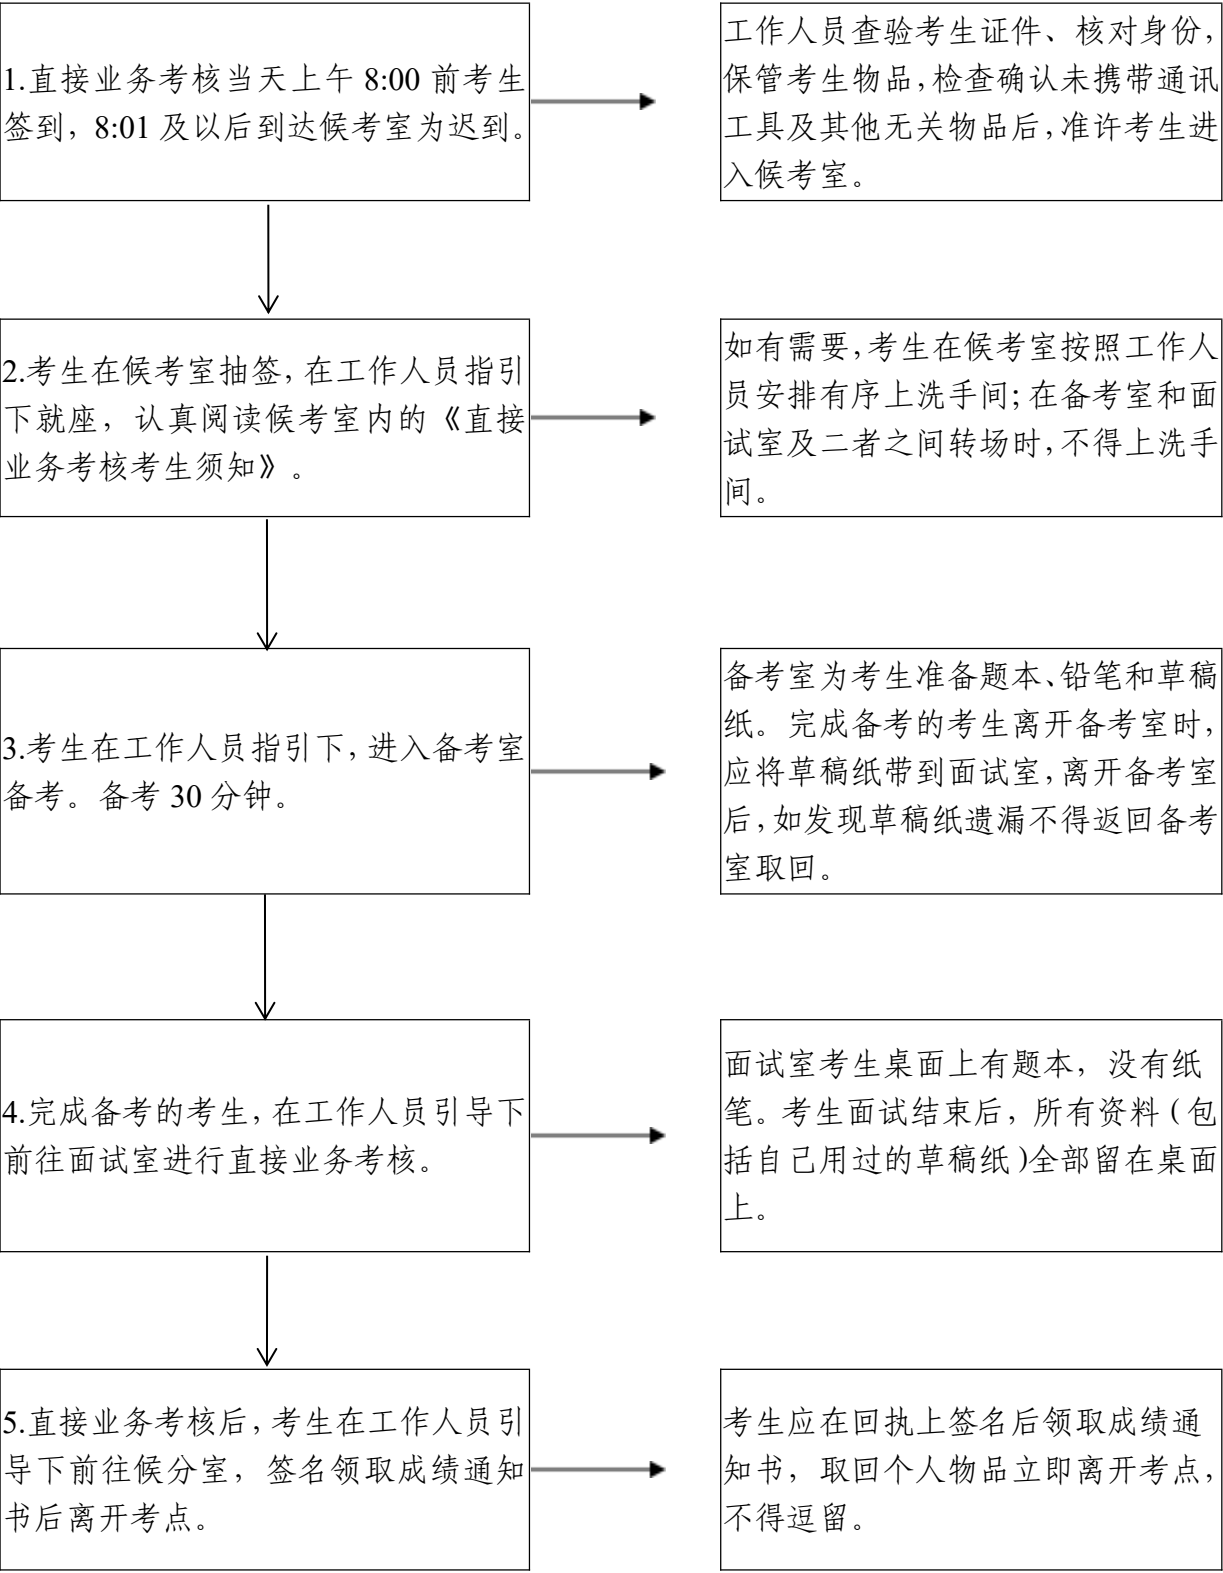 1.直接业务考核当天上午 8:00 前考生
签到，8:01 及以后到达候考室为迟到。
工作人员查验考生证件、核对身份，
保管考生物品，检查确认未携带通讯
工具及其他无关物品后，准许考生进
入候考室。
2.考生在候考室抽签，在工作人员指引
下就座，认真阅读候考室内的《直接
业务考核考生须知》。
如有需要，考生在候考室按照工作人
员安排有序上洗手间；在备考室和面
试室及二者之间转场时，不得上洗手
间。
3.考生在工作人员指引下，进入备考室
备考。备考 30 分钟。
备考室为考生准备题本、铅笔和草稿
纸。完成备考的考生离开备考室时，
应将草稿纸带到面试室，离开备考室
后，如发现草稿纸遗漏不得返回备考
室取回。
4.完成备考的考生，在工作人员引导下
前往面试室进行直接业务考核。
面试室考生桌面上有题本，没有纸
笔。考生面试结束后，所有资料（包
括自己用过的草稿纸）全部留在桌面
上。
5.直接业务考核后，考生在工作人员引
导下前往候分室，签名领取成绩通知
书后离开考点。
考生应在回执上签名后领取成绩通
知书，取回个人物品立即离开考点，
不得逗留。